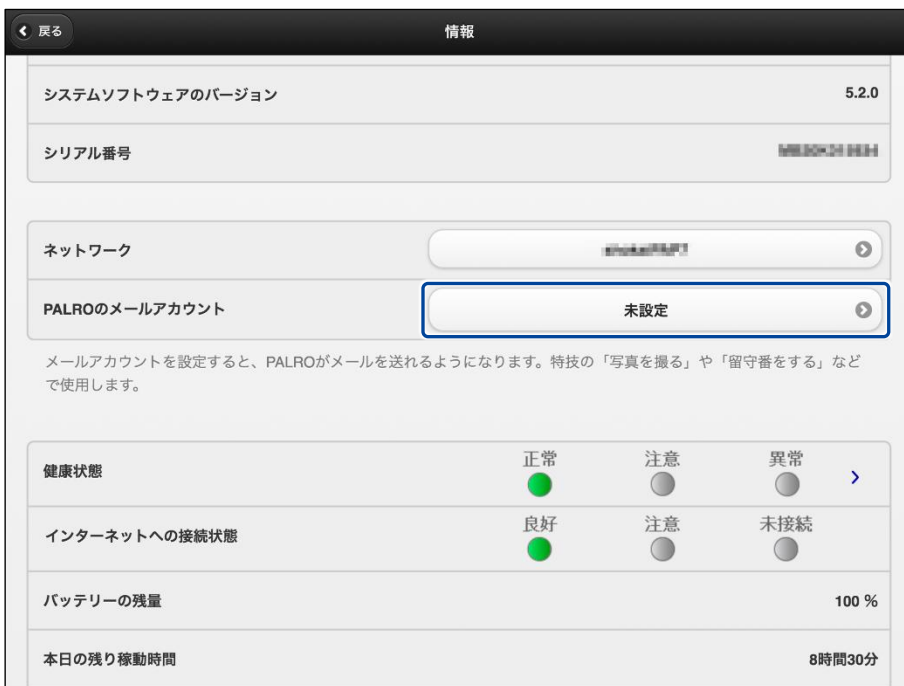 戻る
情報
システムソフトウェアのバージョン
5.2.0
シリアル番号
ネットワーク
PALROのメールアカウント
未設定
メールアカウントを設定すると、PALROがメールを送れるようになります。特技の「写真を撮る」や「留守番をする」など
で使用します。
健康状態
正常
注意
異常
インターネットへの接続状態
良好
注意
未接続
バッテリーの残量
100 %
本日の残り稼動時間
8時間30分